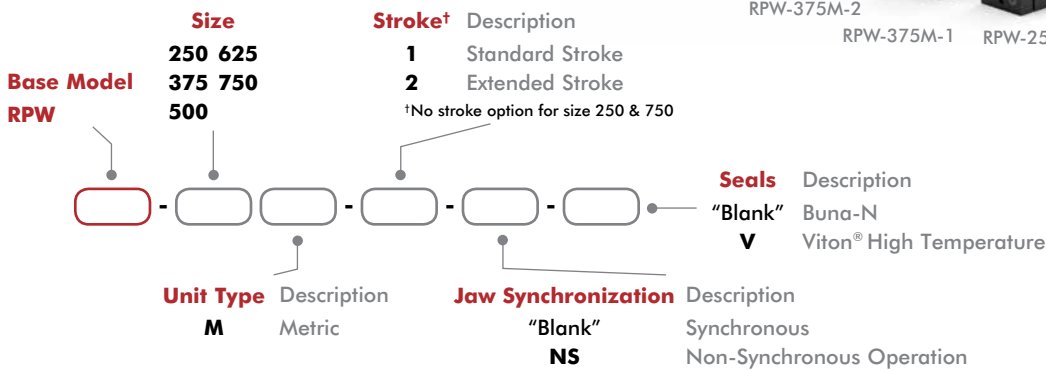 RPW-375M-2
RPW-375M-1 RPW-25
Size
250 625
375 750
500
Stroke† Description
1 Standard Stroke
2 Extended Stroke
†No stroke option for size 250 & 750
Base Model
RPW
- - - -
Seals Description
"Blank" Buna-N
V Viton® High Temperature
Unit Type Description
M Metric
Jaw Synchronization Description
"Blank" Synchronous
NS Non-Synchronous Operation